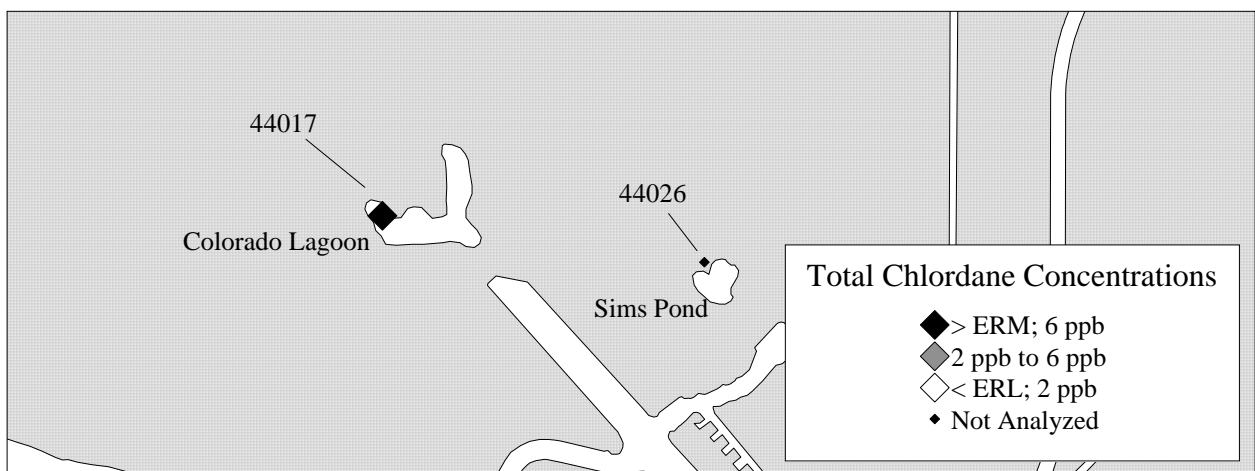 44017
44026
Colorado Lagoon
Sims Pond
Total Chlordane Concentrations
> ERM; 6 ppb
2 ppb to 6 ppb
< ERL; 2 ppb
Not Analyzed